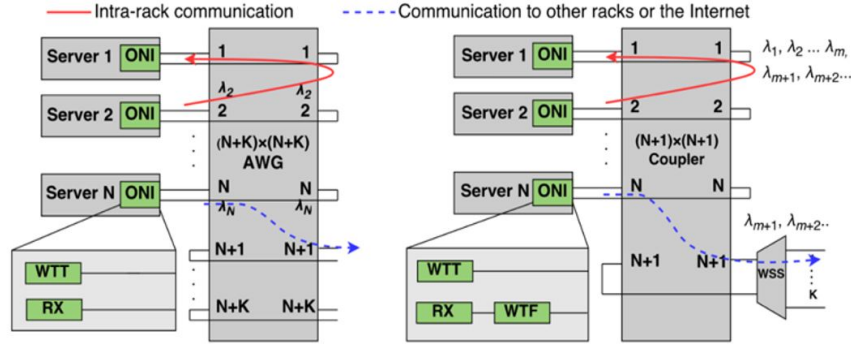 Intra-rack communication
Communication to other racks or the Internet
Server 1 ONI
1 1
λ2 λ2
Server 2 ONI
2 2
(N+K)×(N+K)
AWG
Server N ONI
N N
λN λN
N+1 N+1
N+K N+K
WTT
RX
Server 1 ONI
1 1
λ1, λ2 ... λm,
λm+1, λm+2...
Server 2 ONI
2 2
(N+1)×(N+1)
Coupler
Server N ONI
N N
λm+1, λm+2..
N+1 N+1
WSS
K
WTT
RX WTF